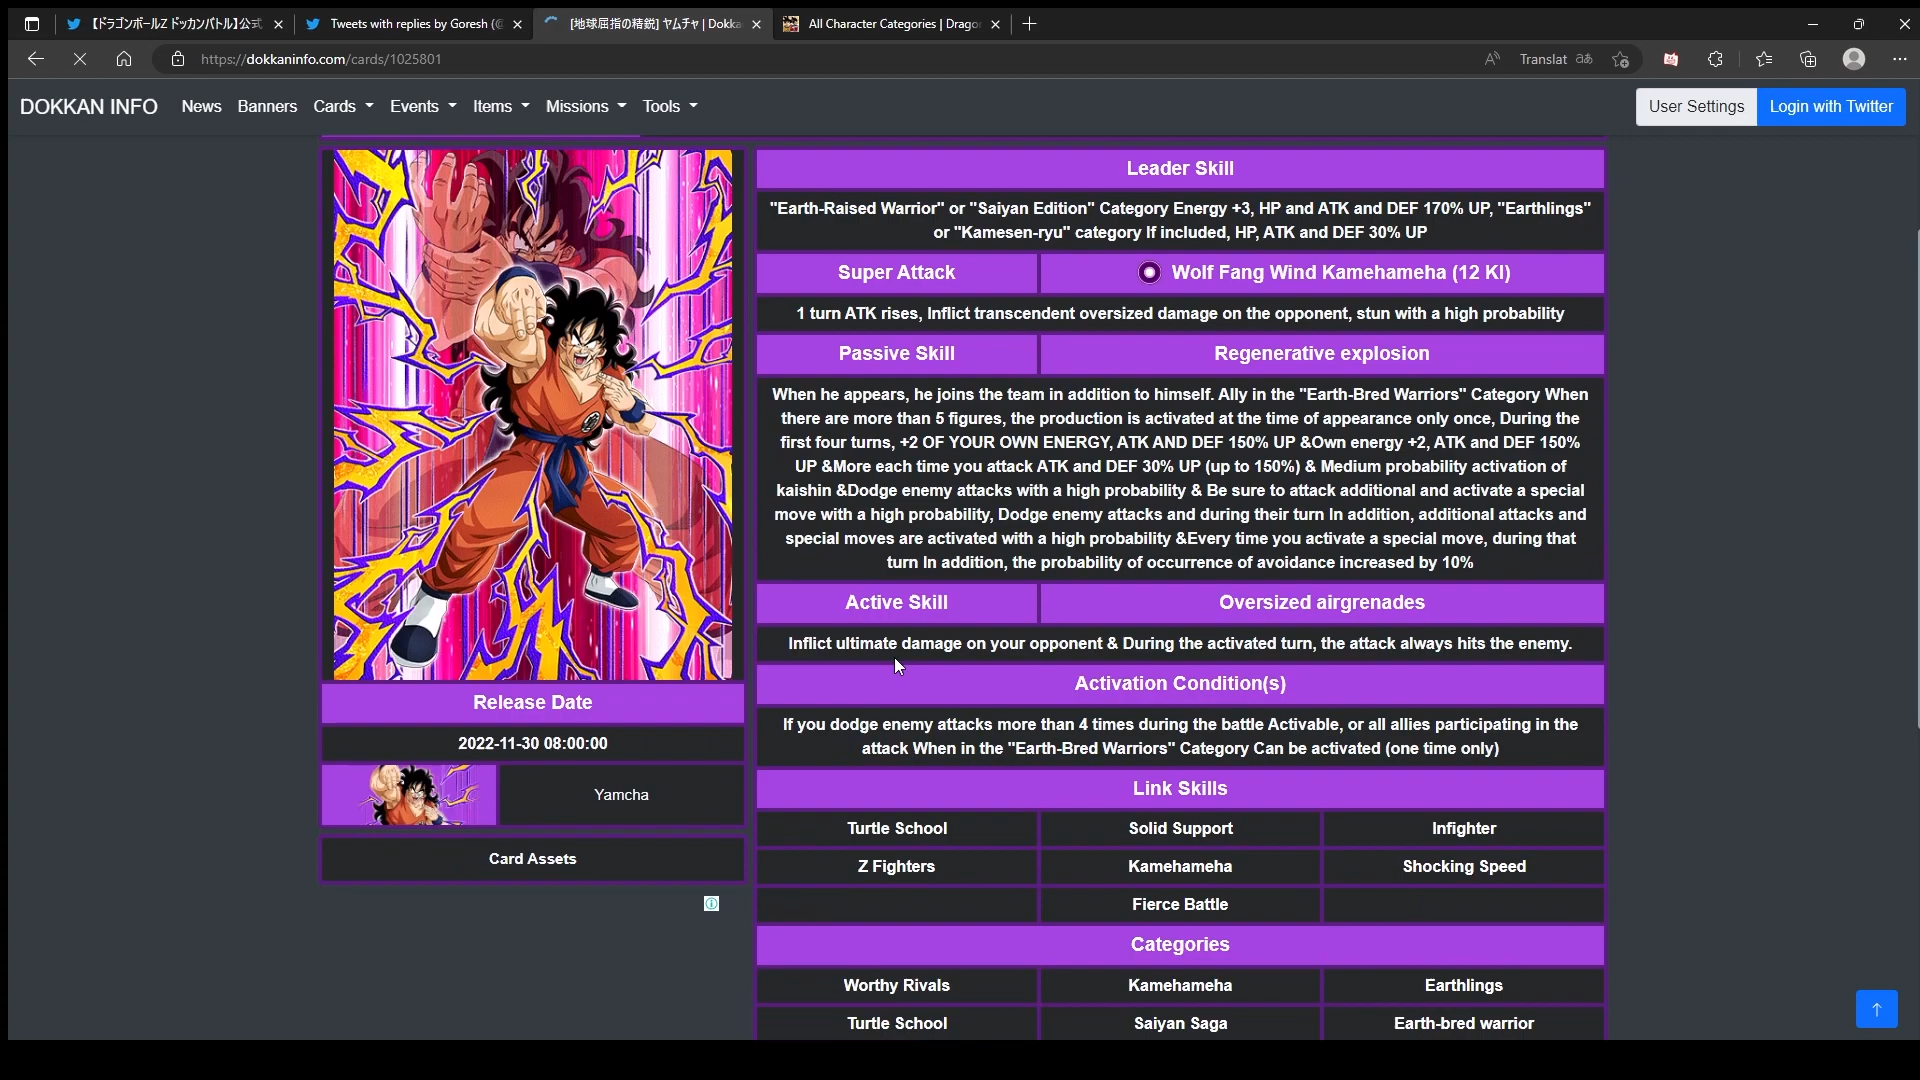 【ドラゴンボールZ ドッカンバトル】公式
Tweets with replies by Goresh (@
[地球屈指の精鋭] ヤムチャ | Dokka
All Character Categories | Drago
https://dokkaninfo.com/cards/1025801
Translat
DOKKAN INFO
News
Banners
Cards
Events
Items
Missions
Tools
User Settings
Login with Twitter
Leader Skill
"Earth-Raised Warrior" or "Saiyan Edition" Category Energy +3, HP and ATK and DEF 170% UP, "Earthlings"
or "Kamesen-ryu" category If included, HP, ATK and DEF 30% UP
Super Attack
Wolf Fang Wind Kamehameha (12 KI)
1 turn ATK rises, Inflict transcendent oversized damage on the opponent, stun with a high probability
Passive Skill
Regenerative explosion
When he appears, he joins the team in addition to himself. Ally in the "Earth-Bred Warriors" Category When
there are more than 5 figures, the production is activated at the time of appearance only once, During the
first four turns, +2 OF YOUR OWN ENERGY, ATK AND DEF 150% UP &Own energy +2, ATK and DEF 150%
UP &More each time you attack ATK and DEF 30% UP (up to 150%) & Medium probability activation of
kaishin &Dodge enemy attacks with a high probability & Be sure to attack additional and activate a special
move with a high probability, Dodge enemy attacks and during their turn In addition, additional attacks and
special moves are activated with a high probability &Every time you activate a special move, during that
turn In addition, the probability of occurrence of avoidance increased by 10%
Active Skill
Oversized airgrenades
Inflict ultimate damage on your opponent & During the activated turn, the attack always hits the enemy.
Activation Condition(s)
If you dodge enemy attacks more than 4 times during the battle Activable, or all allies participating in the
attack When in the "Earth-Bred Warriors" Category Can be activated (one time only)
Release Date
2022-11-30 08:00:00
Yamcha
Card Assets
Link Skills
Turtle School
Solid Support
Infighter
Z Fighters
Kamehameha
Shocking Speed
Fierce Battle
Categories
Worthy Rivals
Kamehameha
Earthlings
Turtle School
Saiyan Saga
Earth-bred warrior